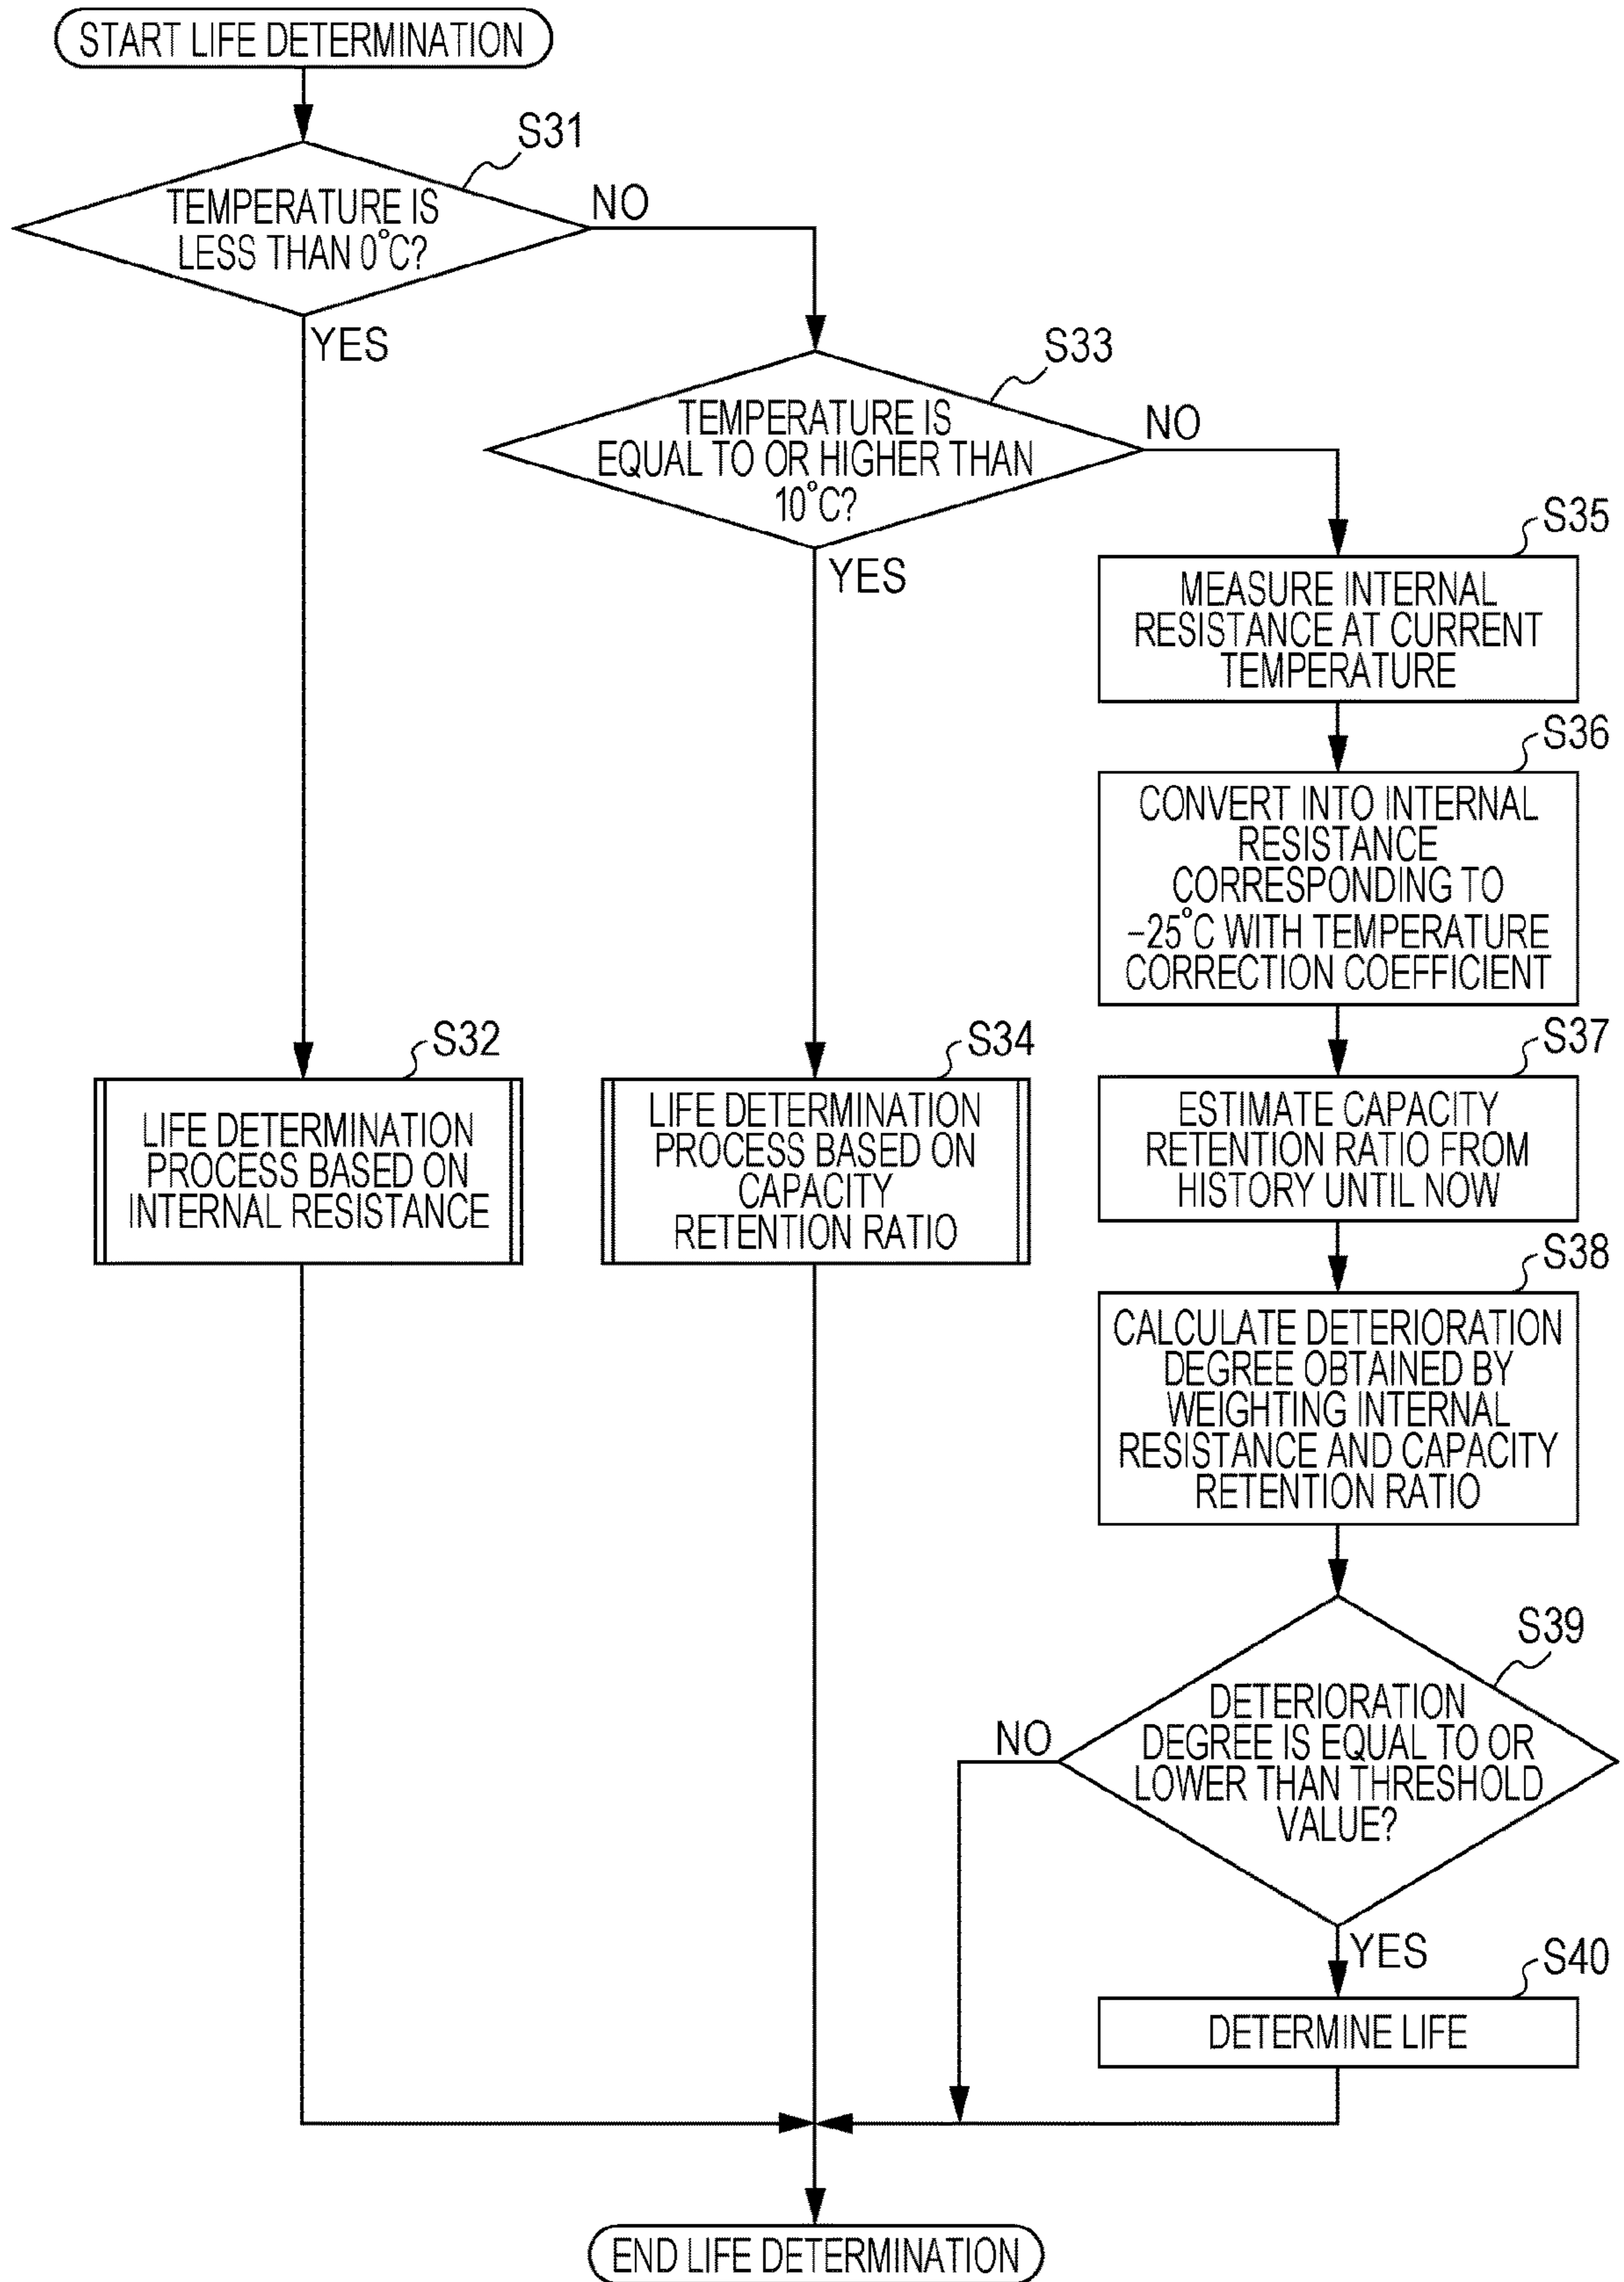 START LIFE DETERMINATION
S31
TEMPERATURE IS
LESS THAN 0°C?
NO
YES
S33
TEMPERATURE IS
EQUAL TO OR HIGHER THAN
10°C?
NO
YES
S35
MEASURE INTERNAL
RESISTANCE AT CURRENT
TEMPERATURE
S36
CONVERT INTO INTERNAL
RESISTANCE
CORRESPONDING TO
–25°C WITH TEMPERATURE
CORRECTION COEFFICIENT
S32
LIFE DETERMINATION
PROCESS BASED ON
INTERNAL RESISTANCE
S34
LIFE DETERMINATION
PROCESS BASED ON
CAPACITY
RETENTION RATIO
S37
ESTIMATE CAPACITY
RETENTION RATIO FROM
HISTORY UNTIL NOW
S38
CALCULATE DETERIORATION
DEGREE OBTAINED BY
WEIGHTING INTERNAL
RESISTANCE AND CAPACITY
RETENTION RATIO
S39
DETERIORATION
DEGREE IS EQUAL TO OR
LOWER THAN THRESHOLD
VALUE?
NO
YES
S40
DETERMINE LIFE
END LIFE DETERMINATION